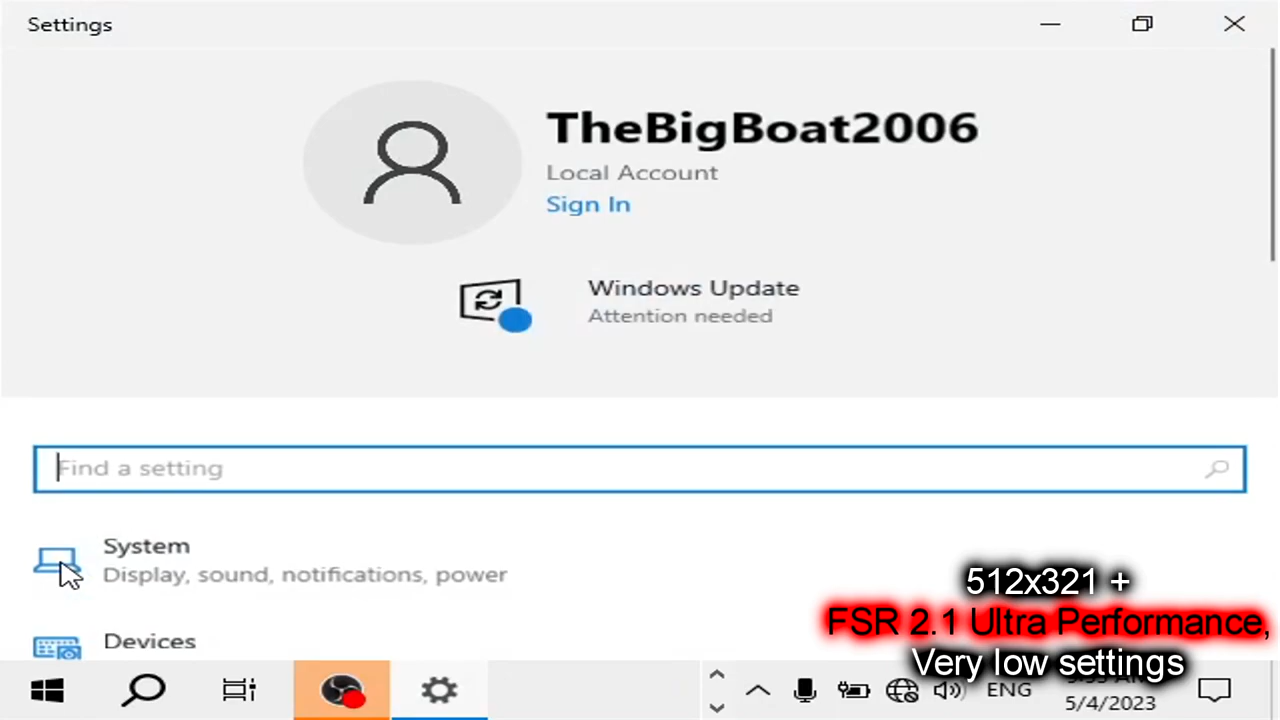 Settings
TheBigBoat2006
Local Account
Sign In
Windows Update
Attention needed
Find a setting
System
Display, sound, notifications, power
512x321 +
FSR 2.1 Ultra Performance,
Very low settings
Devices
ENG
5/4/2023